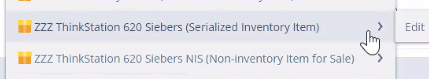 ZZZ ThinkStation 620 Siebers (Serialized Inventory Item)
Edit
ZZZ ThinkStation 620 Siebers NIS (Non-inventory Item for Sale)